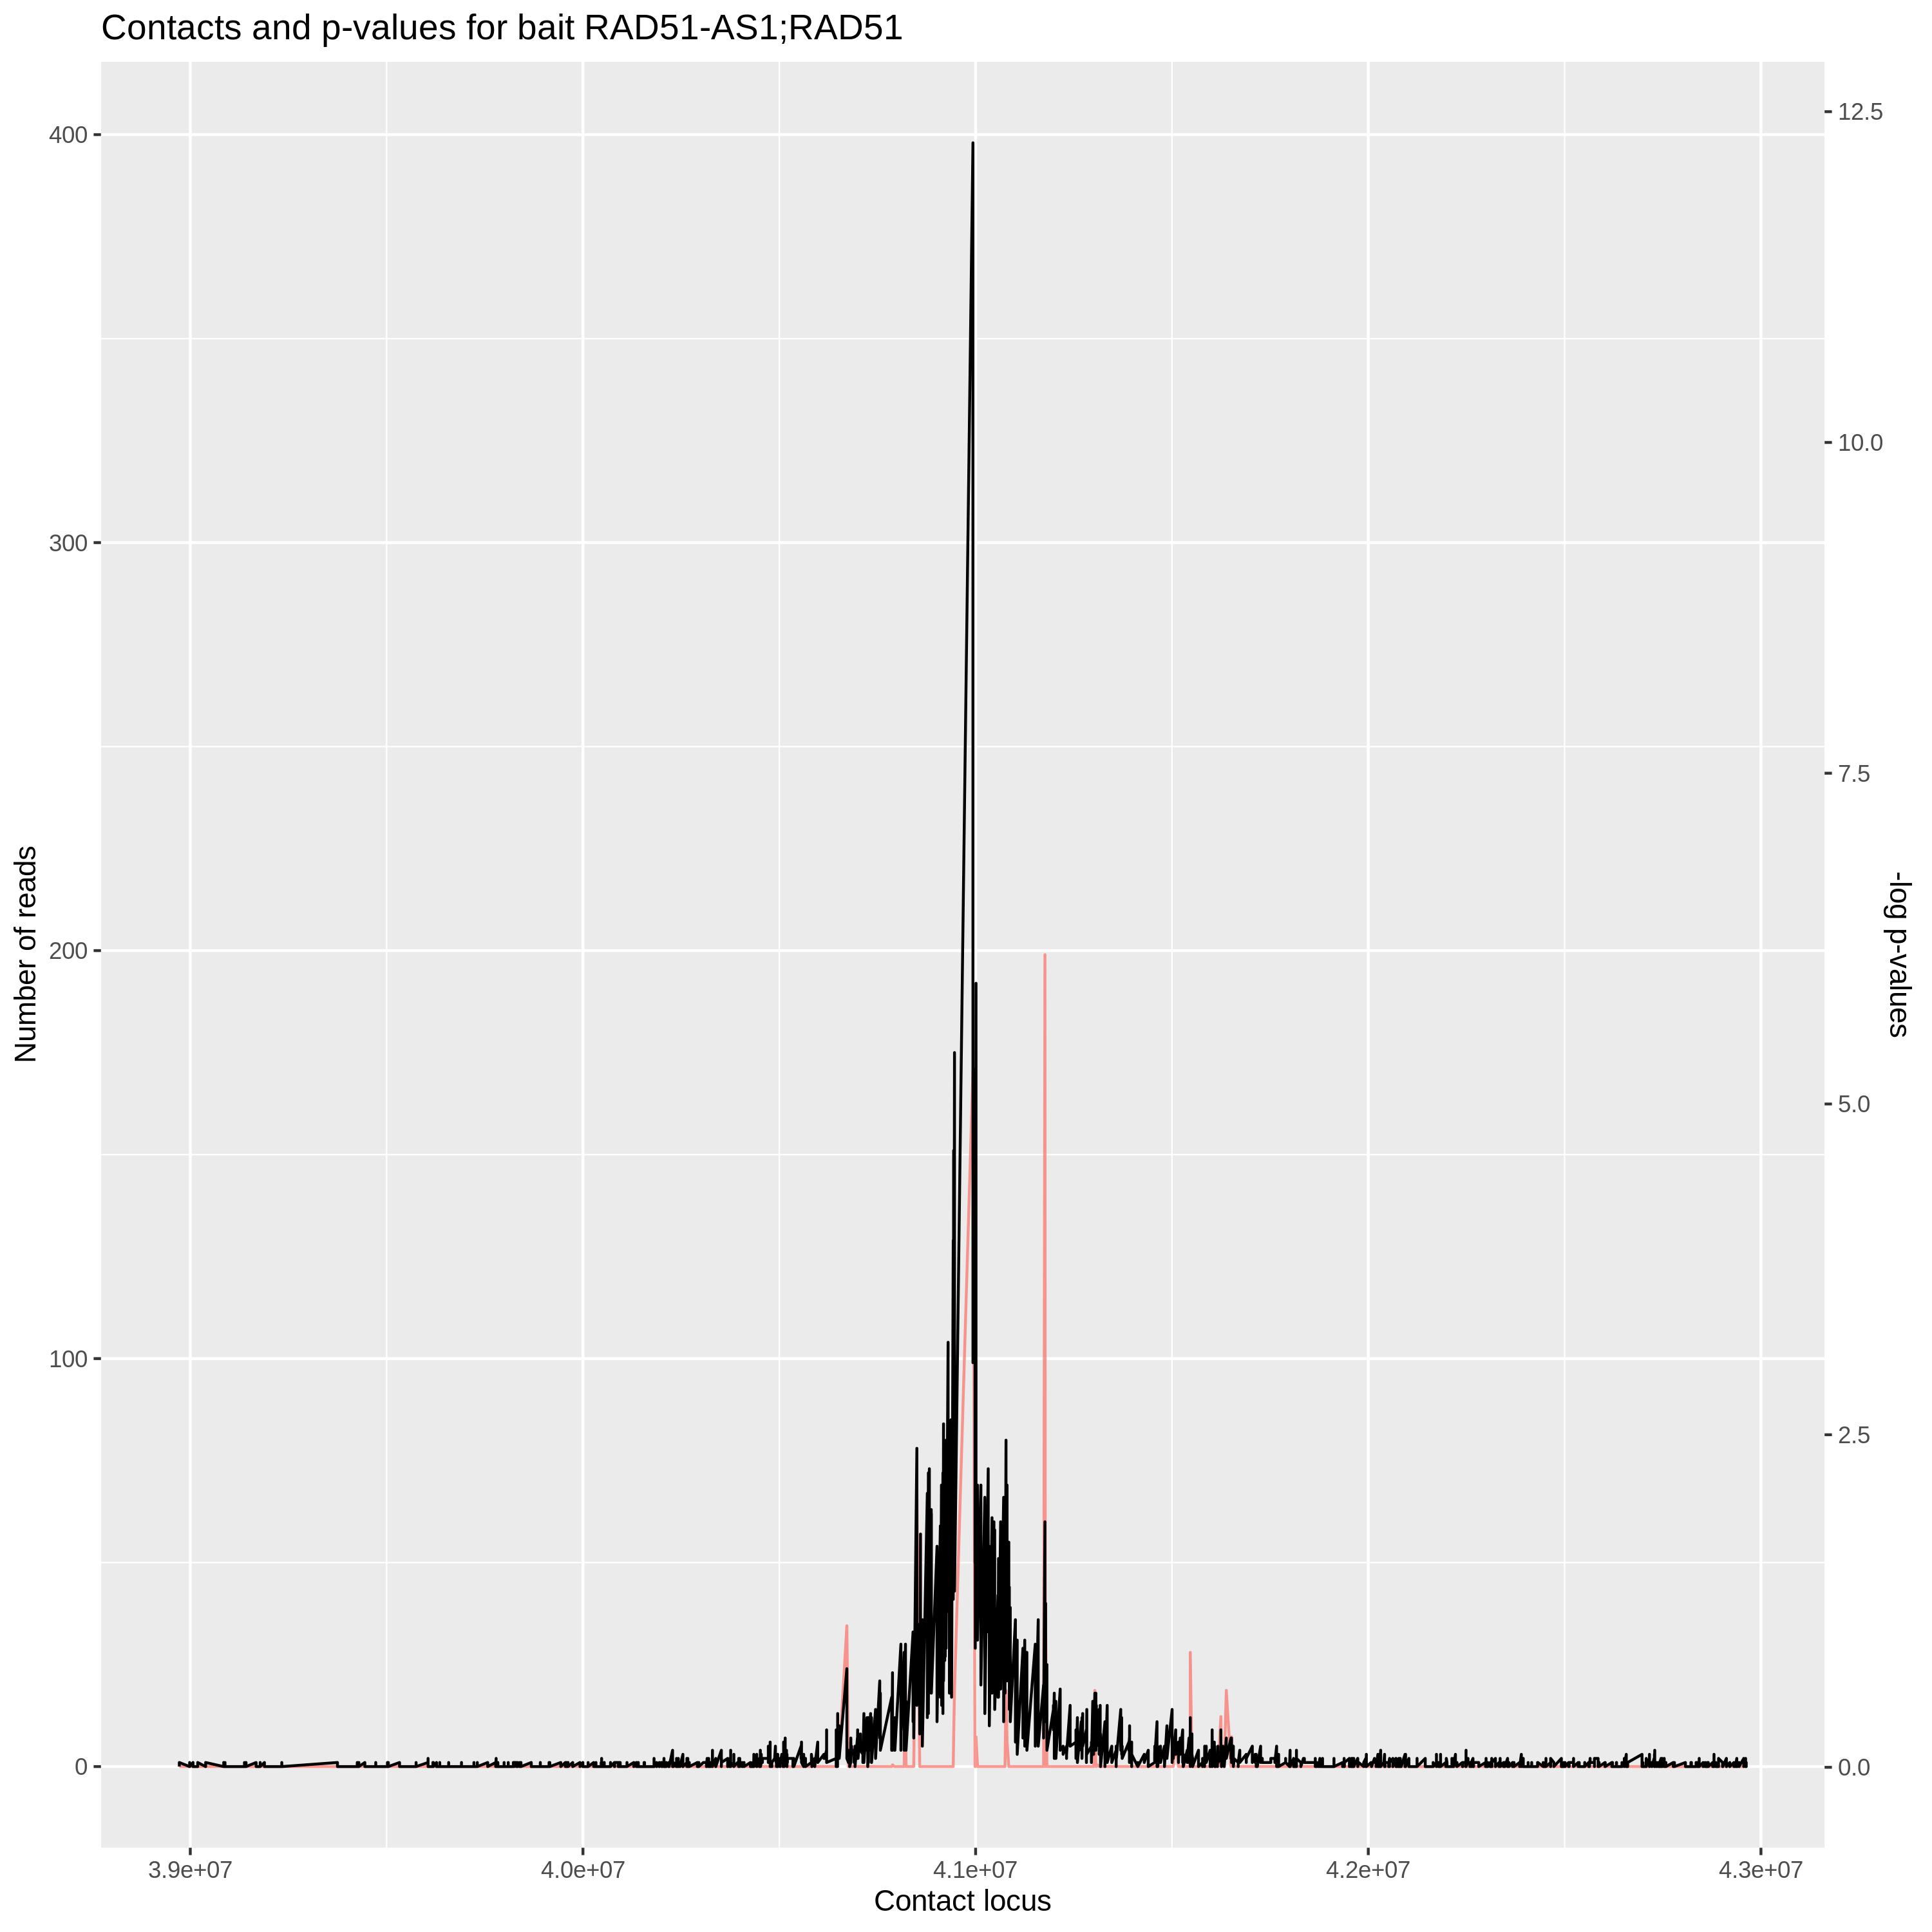 Contacts and p-values for bait RAD51-AS1;RAD51
400
300
200
100
0
Number of reads
12.5
10.0
7.5
5.0
2.5
0.0
-log p-values
3.9e+07
4.0e+07
4.1e+07
4.2e+07
4.3e+07
Contact locus